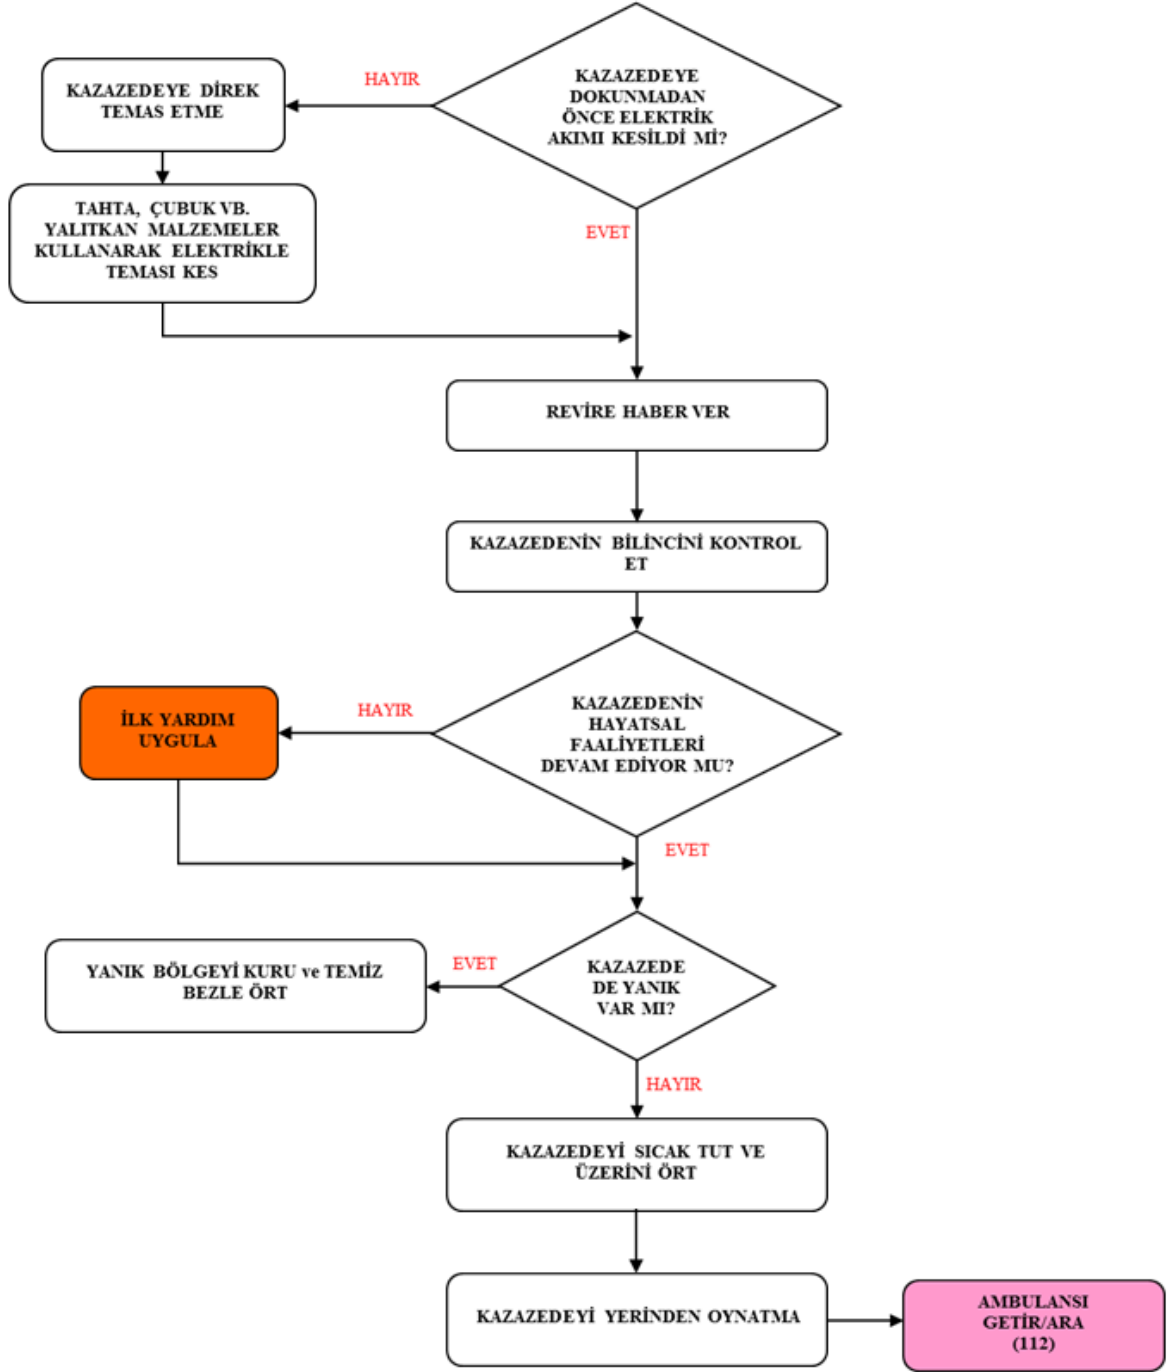 KAZAZEDEYE
DOKUNMADAN
ÖNCE ELEKTRİK
AKIMI KESİLDİ Mİ?
HAYIR
KAZAZEDEYE DİREK
TEMAS ETME
TAHTA, ÇUBUK VB.
YALITKAN MALZEMELER
KULLANARAK ELEKTRİKLE
TEMASI KES
EVET
REVİRE HABER VER
KAZAZEDENİN BİLİNCİNİ KONTROL
ET
KAZAZEDENİN
HAYATSAL
FAALİYETLERİ
DEVAM EDİYOR MU?
HAYIR
İLK YARDIM
UYGULA
EVET
KAZAZEDE
DE YANIK
VAR MI?
EVET
YANIK BÖLGEYİ KURU ve TEMİZ
BEZLE ÖRT
HAYIR
KAZAZEDEYİ SICAK TUT VE
ÜZERİNİ ÖRT
KAZAZEDEYİ YERİNDEN OYNATMA
AMBULANSI
GETİR/ARA
(112)